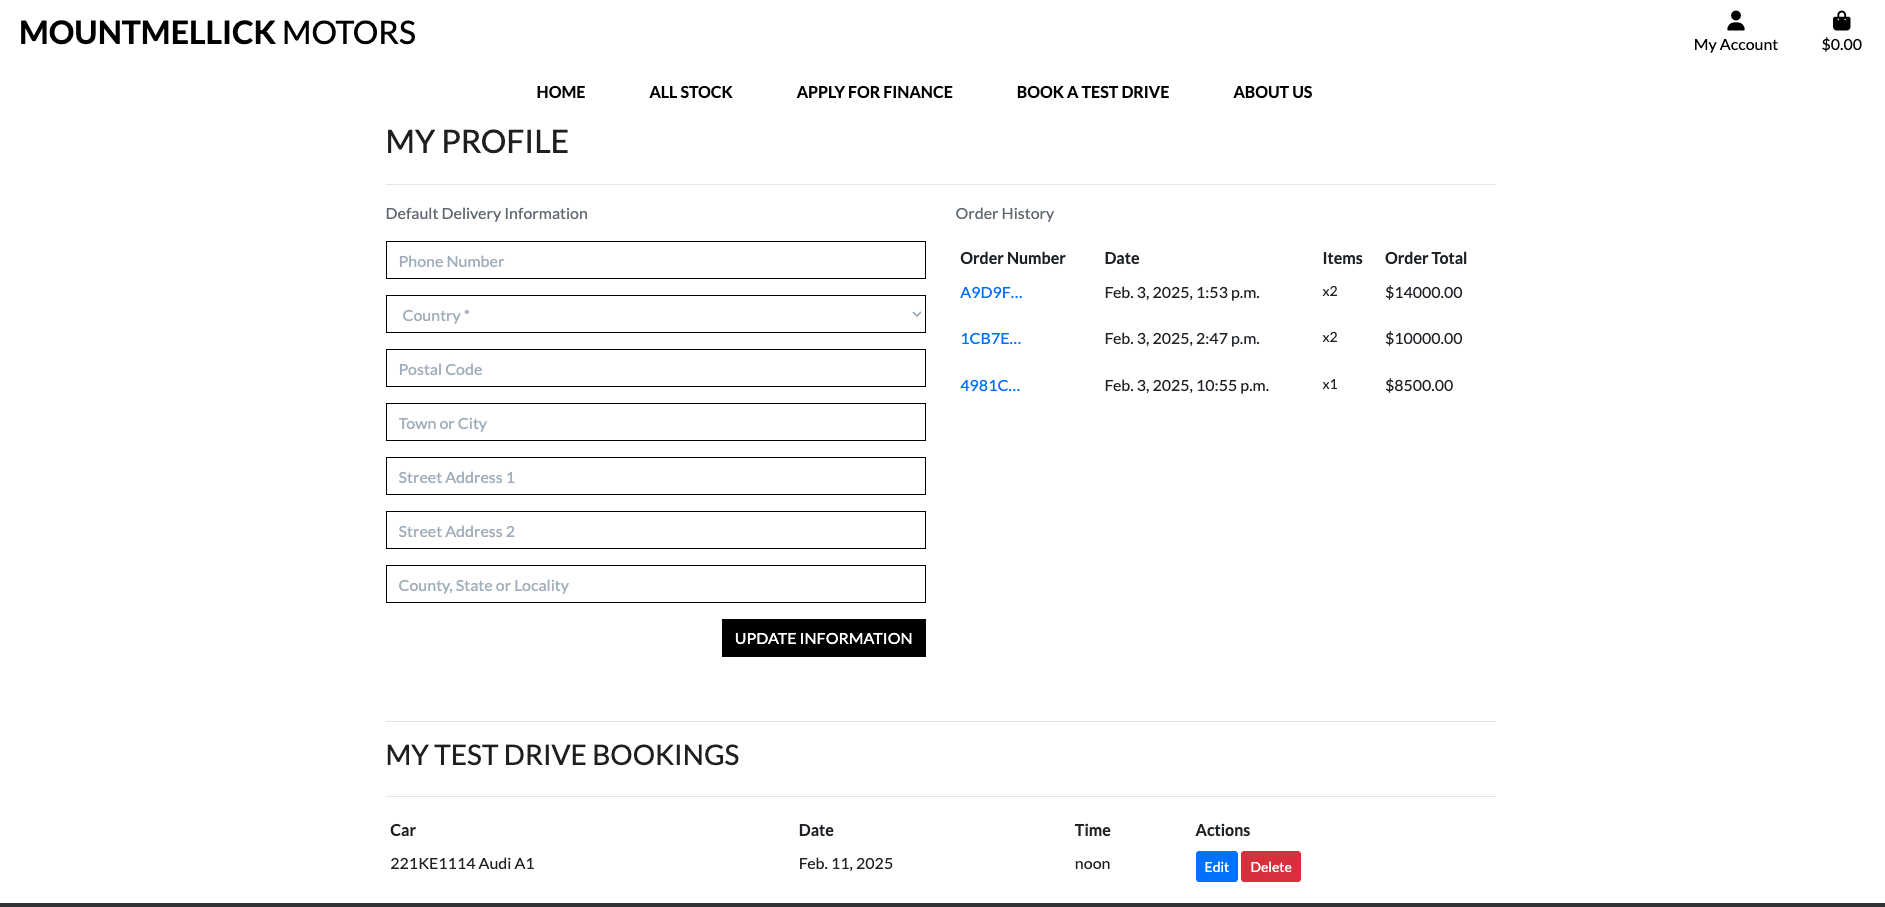 MOUNTMELLICK MOTORS
My Account
$0.00
HOME ALL STOCK APPLY FOR FINANCE BOOK A TEST DRIVE ABOUT US
MY PROFILE
Default Delivery Information
Phone Number
Country *
Postal Code
Town or City
Street Address 1
Street Address 2
County, State or Locality
UPDATE INFORMATION
Order History
Order Number Date Items Order Total
A9D9F... Feb. 3, 2025, 1:53 p.m. x2 $14000.00
1CB7E... Feb. 3, 2025, 2:47 p.m. x2 $10000.00
4981C... Feb. 3, 2025, 10:55 p.m. x1 $8500.00
MY TEST DRIVE BOOKINGS
Car Date Time Actions
221KE1114 Audi A1 Feb. 11, 2025 noon Edit Delete